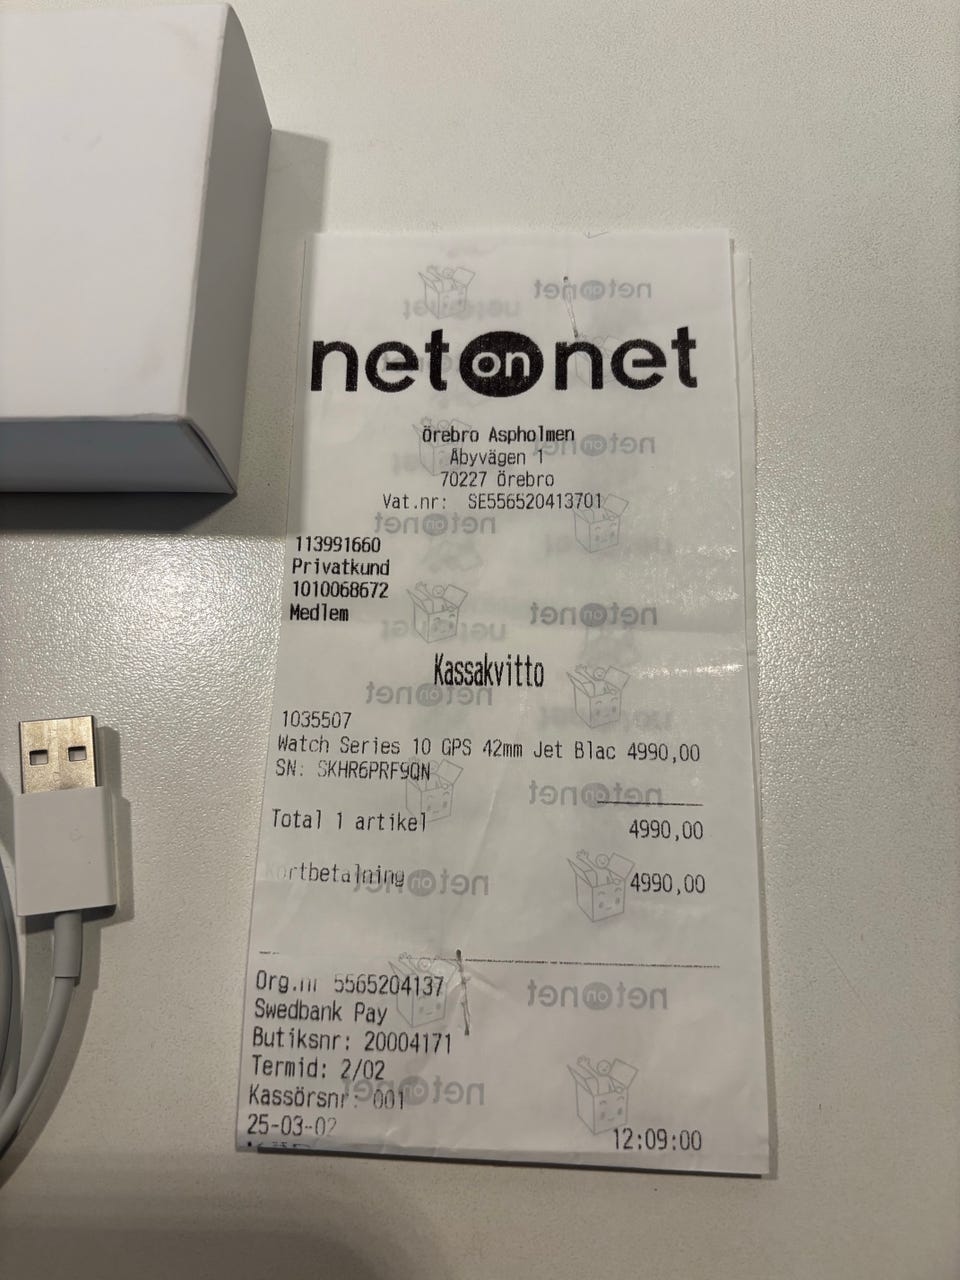 netonnet
Örebro Aspholmen
Åbyvägen 1
70227 Örebro
Vat.nr: SE556520413701
113991660
Privatkund
1010068672
Medlem
Kassakvitto
1035507
Watch Series 10 GPS 42mm Jet Blac 4990,00
SN: SKHR6PRF9QN
Total 1 artikel 4990,00
Kortbetalning 4990,00
Org.nr 5565204137
Swedbank Pay
Butiksnr: 20004171
Termid: 2/02
Kassörsnr: 001
25-03-02 12:09:00